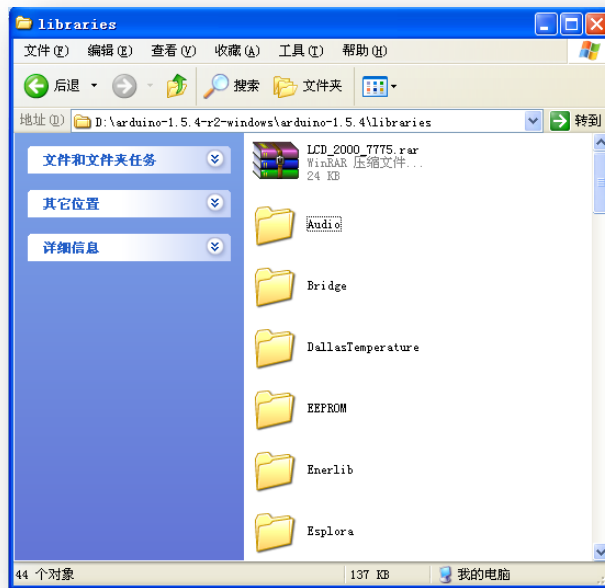 libraries
文件(F) 编辑(E) 查看(V) 收藏(A) 工具(T) 帮助(H)
后退 搜索 文件夹
地址(D) D:\arduino-1.5.4-r2-windows\arduino-1.5.4\libraries 转到
文件和文件夹任务
其它位置
详细信息
LCD_2000_7775.rar
WinRAR 压缩文件...
24 KB
Audio
Bridge
DallasTemperature
EEPROM
Enerlib
Esplora
44 个对象 137 KB 我的电脑